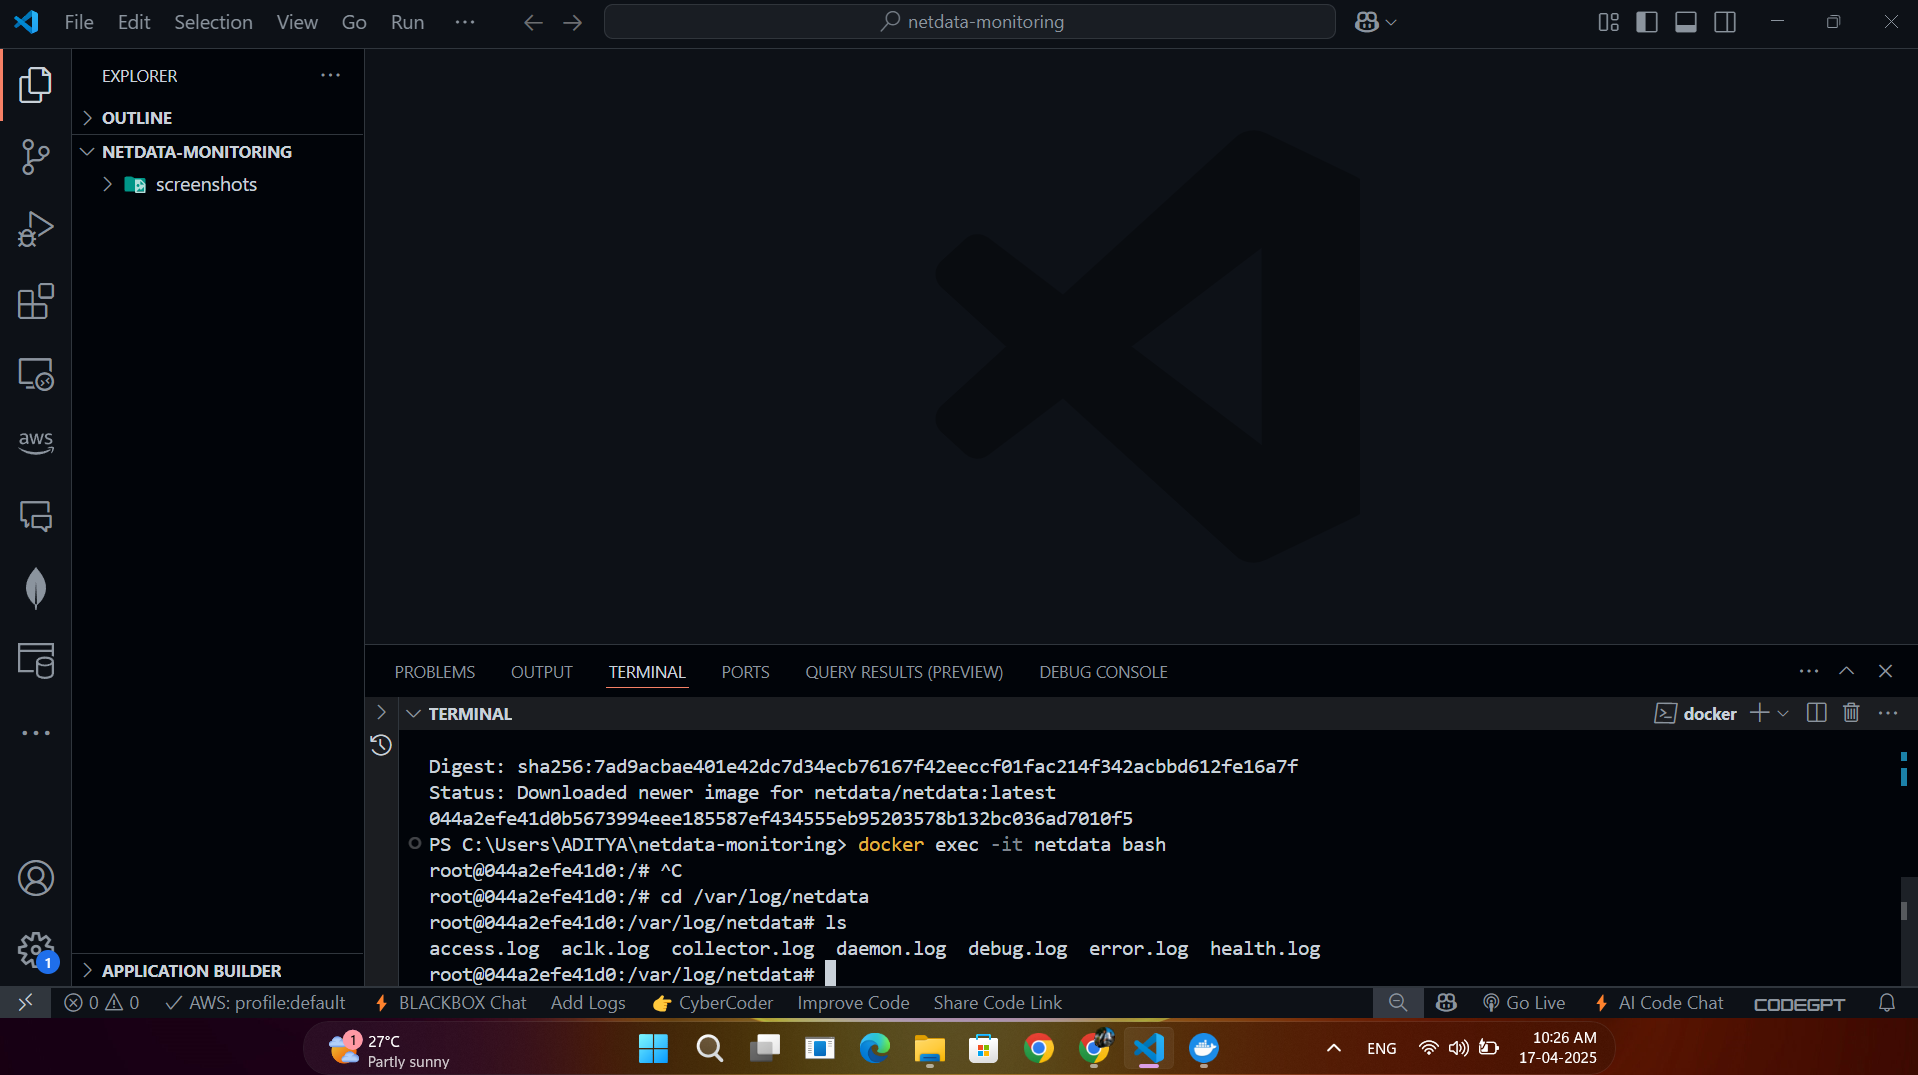 File Edit Selection View Go Run ···
netdata-monitoring
EXPLORER
OUTLINE
NETDATA-MONITORING
screenshots
aws
PROBLEMS OUTPUT TERMINAL PORTS QUERY RESULTS (PREVIEW) DEBUG CONSOLE
TERMINAL
docker
Digest: sha256:7ad9acbae401e42dc7d34ecb76167f42eeccf01fac214f342acbbd612fe16a7f
Status: Downloaded newer image for netdata/netdata:latest
044a2efe41d0b5673994eee185587ef434555eb95203578b132bc036ad7010f5
PS C:\Users\ADITYA\netdata-monitoring> docker exec -it netdata bash
root@044a2efe41d0:/# ^C
root@044a2efe41d0:/# cd /var/log/netdata
root@044a2efe41d0:/var/log/netdata# ls
access.log aclk.log collector.log daemon.log debug.log error.log health.log
root@044a2efe41d0:/var/log/netdata#
1
APPLICATION BUILDER
0 0 AWS: profile:default BLACKBOX Chat Add Logs CyberCoder Improve Code Share Code Link Go Live AI Code Chat CODEGPT
1
27°C
Partly sunny
ENG
10:26 AM
17-04-2025